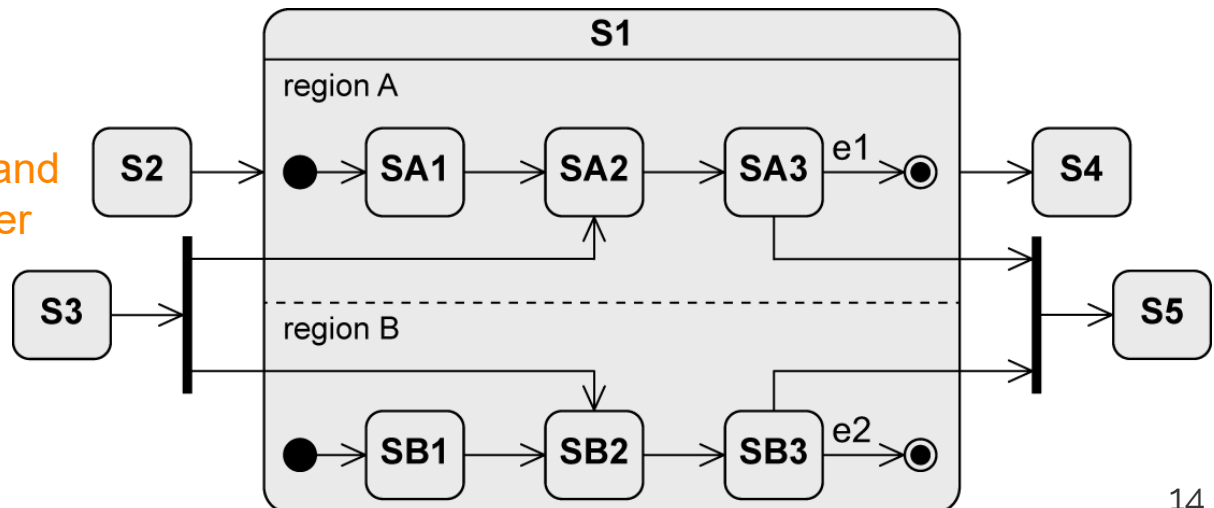 S1
region A
and
er
S2
SA1
SA2
SA3
e1
S4
S3
region B
S5
SB1
SB2
SB3
e2
14